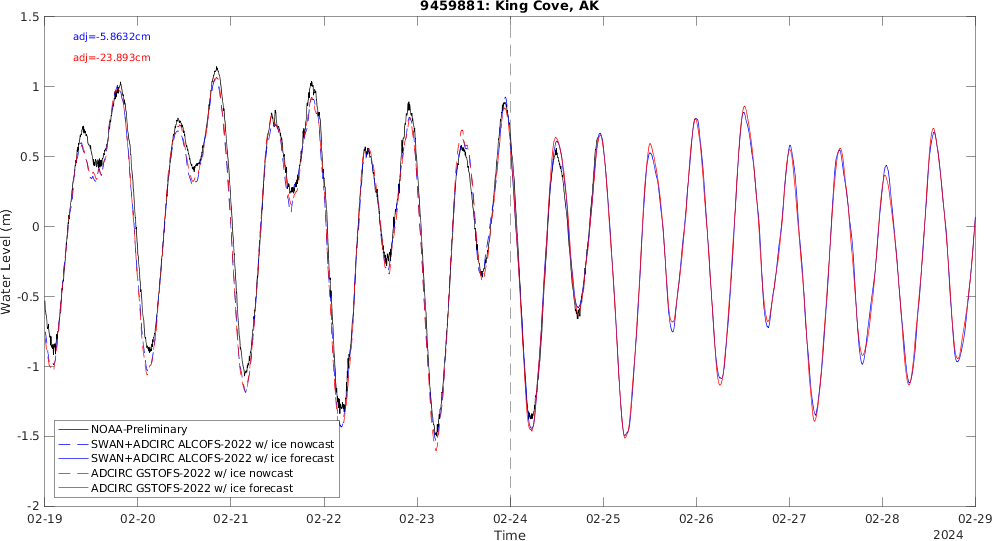 9459881: King Cove, AK
adj=-5.8632cm
adj=-23.893cm
1.5
1
0.5
0
-0.5
-1
-1.5
-2
Water Level (m)
NOAA-Preliminary
SWAN+ADCIRC ALCOFS-2022 w/ ice nowcast
SWAN+ADCIRC ALCOFS-2022 w/ ice forecast
ADCIRC GSTOFS-2022 w/ ice nowcast
ADCIRC GSTOFS-2022 w/ ice forecast
02-19 02-20 02-21 02-22 02-23 02-24 02-25 02-26 02-27 02-28 02-29
Time
2024